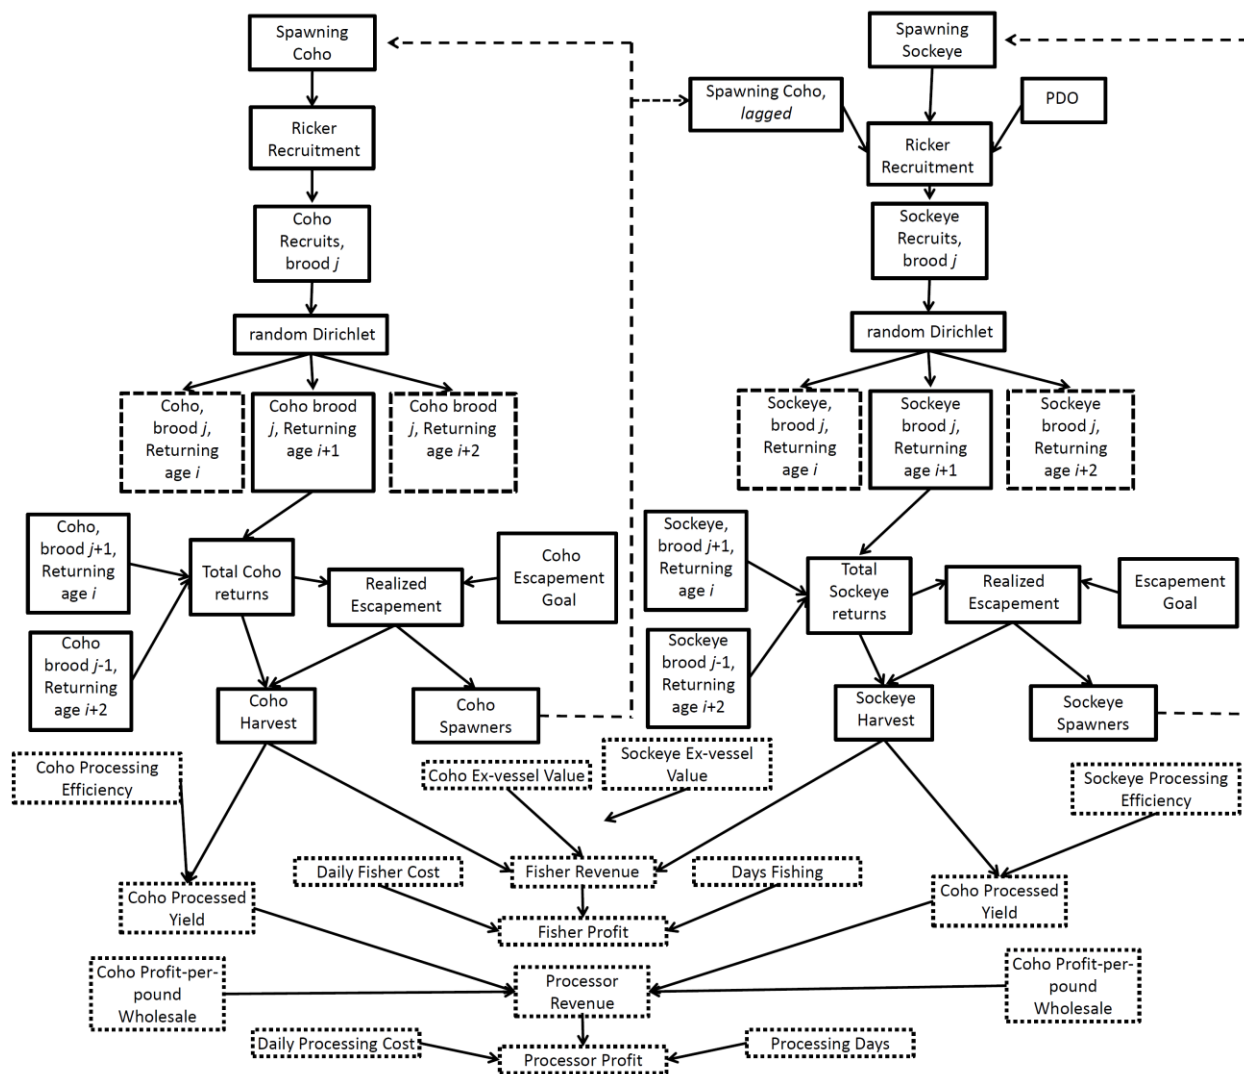 Spawning
Coho
Spawning
Sockeye
Spawning Coho,
lagged
PDO
Ricker
Recruitment
Ricker
Recruitment
Coho
Recruits,
brood j
Sockeye
Recruits,
brood j
random Dirichlet
random Dirichlet
Coho,
brood j,
Returning
age i
Coho brood
j, Returning
age i+1
Coho brood
j, Returning
age i+2
Sockeye,
brood j,
Returning
age i
Sockeye
brood j,
Returning
age i+1
Sockeye
brood j,
Returning
age i+2
Coho,
brood j+1,
Returning
age i
Total Coho
returns
Realized
Escapement
Coho
Escapement
Goal
Sockeye,
brood j+1,
Returning
age i
Total
Sockeye
returns
Realized
Escapement
Escapement
Goal
Coho
brood j-1,
Returning
age i+2
Coho
Harvest
Coho
Spawners
Sockeye
brood j-1,
Returning
age i+2
Sockeye
Harvest
Sockeye
Spawners
Coho Processing
Efficiency
Coho Ex-vessel Value
Sockeye Ex-vessel
Value
Sockeye Processing
Efficiency
Daily Fisher Cost
Fisher Revenue
Days Fishing
Coho Processed
Yield
Coho Processed
Yield
Fisher Profit
Coho Profit-per-
pound
Wholesale
Processor
Revenue
Coho Profit-per-
pound
Wholesale
Daily Processing Cost
Processor Profit
Processing Days